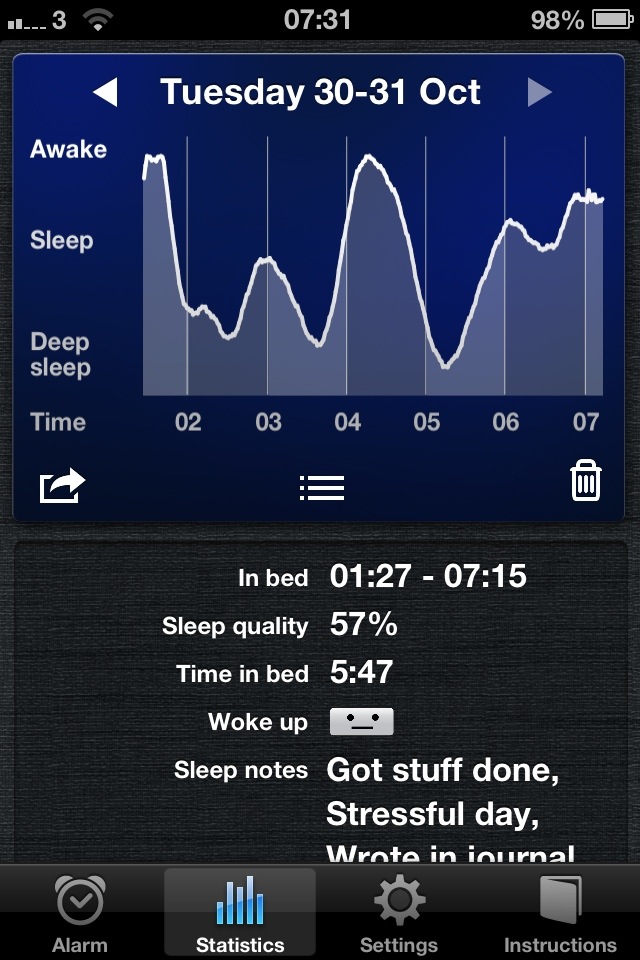 3 07:31 98%
Tuesday 30-31 Oct
Awake
Sleep
Deep
sleep
Time 02 03 04 05 06 07
In bed 01:27 - 07:15
Sleep quality 57%
Time in bed 5:47
Woke up
Sleep notes Got stuff done,
Stressful day,
Wrote in journal
Alarm Statistics Settings Instructions